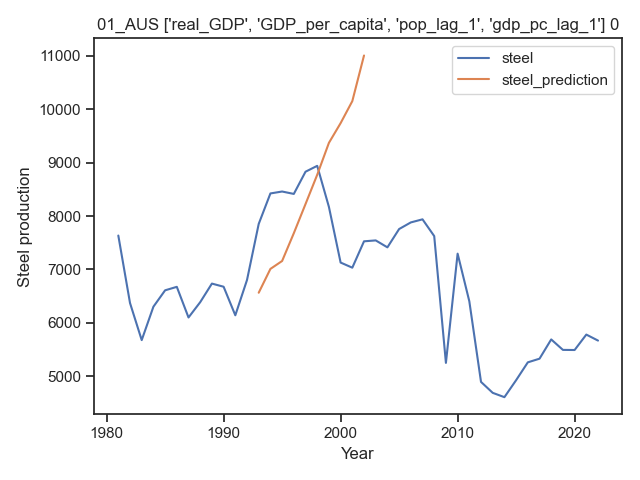 01_AUS ['real_GDP', 'GDP_per_capita', 'pop_lag_1', 'gdp_pc_lag_1'] 0
steel
steel_prediction
11000
10000
9000
8000
7000
6000
5000
Steel production
1980
1990
2000
2010
2020
Year